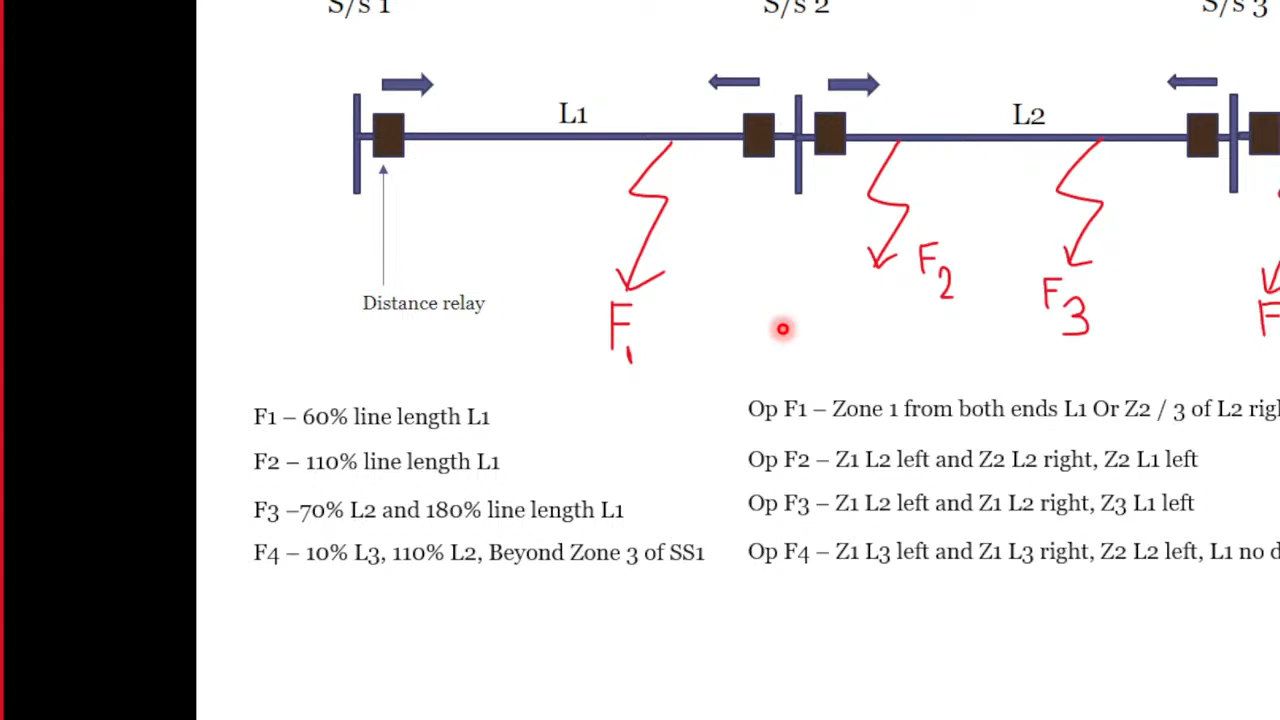 S/s 1 S/s 2 S/s 3
L1 L2
F2
Distance relay
F3
F1 F
F1 – 60% line length L1
F2 – 110% line length L1
F3 –70% L2 and 180% line length L1
F4 – 10% L3, 110% L2, Beyond Zone 3 of SS1
Op F1 – Zone 1 from both ends L1 Or Z2 / 3 of L2
Op F2 – Z1 L2 left and Z2 L2 right, Z2 L1 left
Op F3 – Z1 L2 left and Z1 L2 right, Z3 L1 left
Op F4 – Z1 L3 left and Z1 L3 right, Z2 L2 left, L1 no